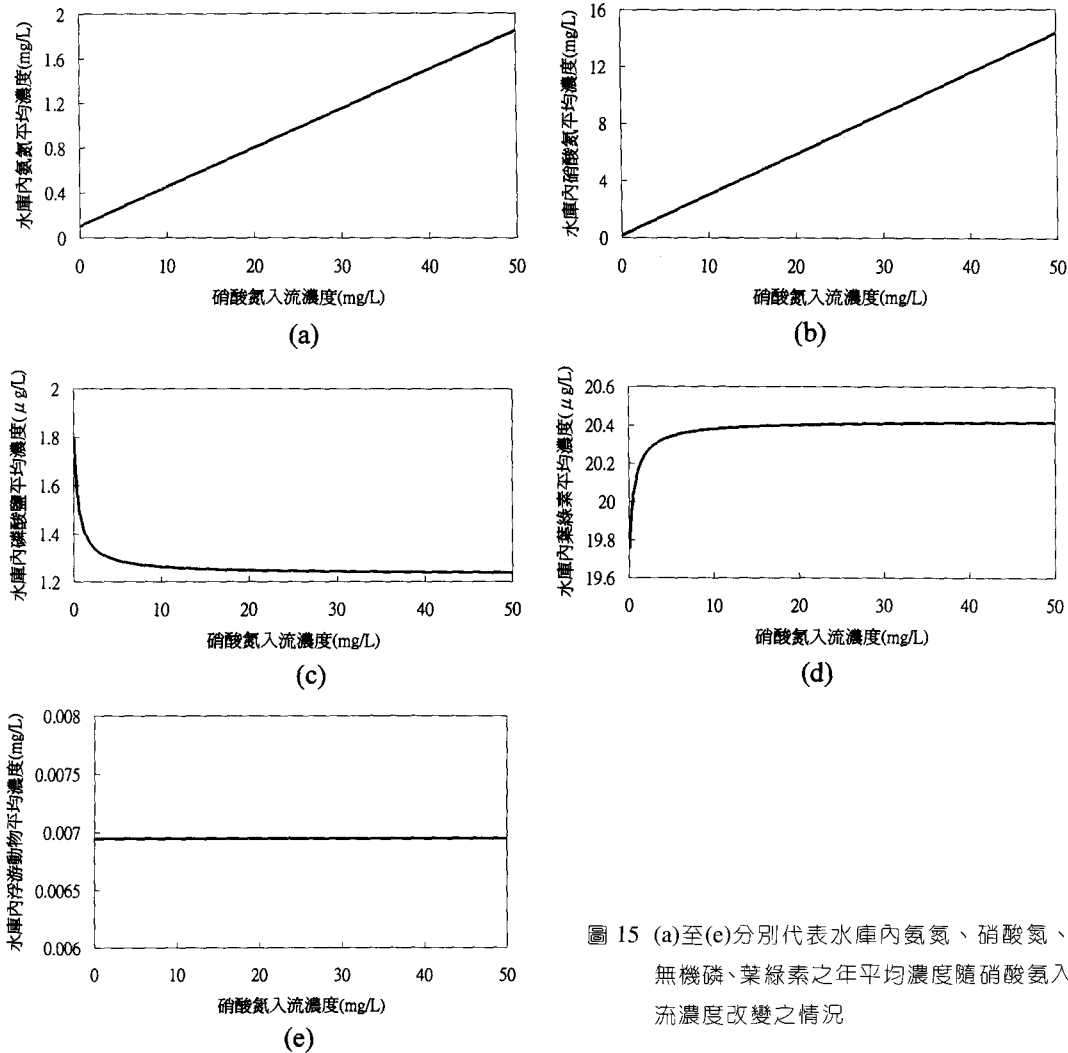 水庫內氨氮平均濃度(mg/L)
2
1.6
1.2
0.8
0.4
0
0 10 20 30 40 50
硝酸氮入流濃度(mg/L)
(a)
水庫內硝酸氮平均濃度(mg/L)
16
12
8
4
0
0 10 20 30 40 50
硝酸氮入流濃度(mg/L)
(b)
水庫內磷酸鹽平均濃度(μg/L)
2
1.8
1.6
1.4
1.2
0 10 20 30 40 50
硝酸氮入流濃度(mg/L)
(c)
水庫內葉綠素平均濃度(μg/L)
20.6
20.4
20.2
20
19.8
19.6
0 10 20 30 40 50
硝酸氮入流濃度(mg/L)
(d)
水庫內浮游動物平均濃度(mg/L)
0.008
0.0075
0.007
0.0065
0.006
0 10 20 30 40 50
硝酸氮入流濃度(mg/L)
(e)
圖 15 (a)至(e)分別代表水庫內氨氮、硝酸氮、
無機磷、葉綠素之年平均濃度隨硝酸氨入
流濃度改變之情況